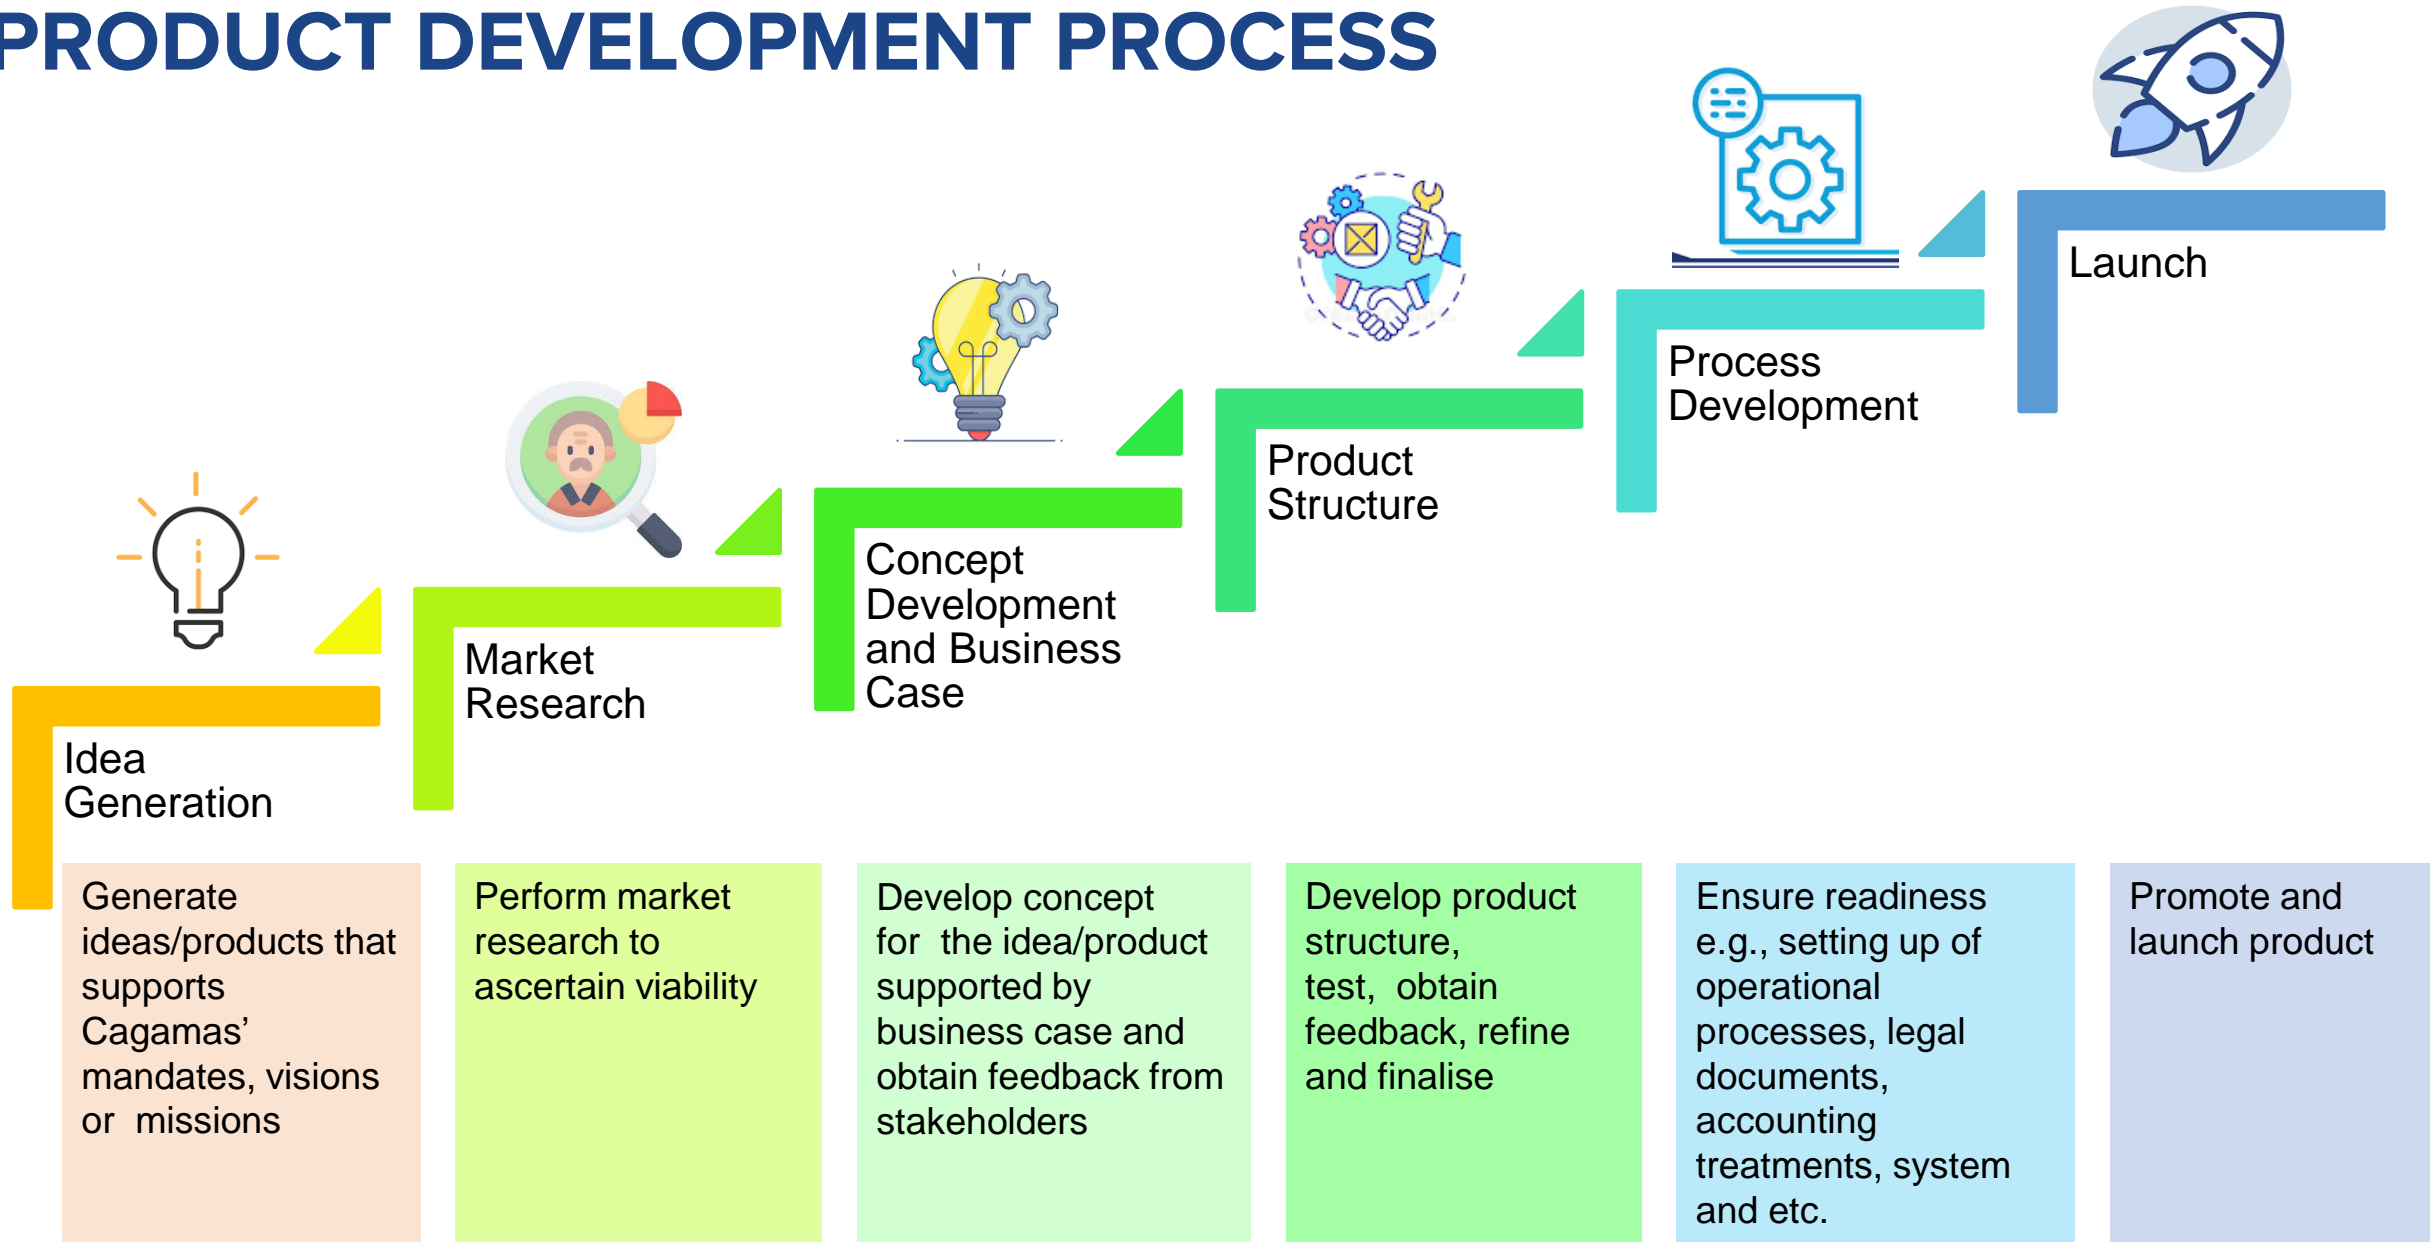 PRODUCT DEVELOPMENT PROCESS
Idea
Generation
Market
Research
Concept
Development
and Business
Case
Product
Structure
Process
Development
Launch
Generate
ideas/products that
supports
Cagamas’
mandates, visions
or missions
Perform market
research to
ascertain viability
Develop concept
for the idea/product
supported by
business case and
obtain feedback from
stakeholders
Develop product
structure,
test, obtain
feedback, refine
and finalise
Ensure readiness
e.g., setting up of
operational
processes, legal
documents,
accounting
treatments, system
and etc.
Promote and
launch product